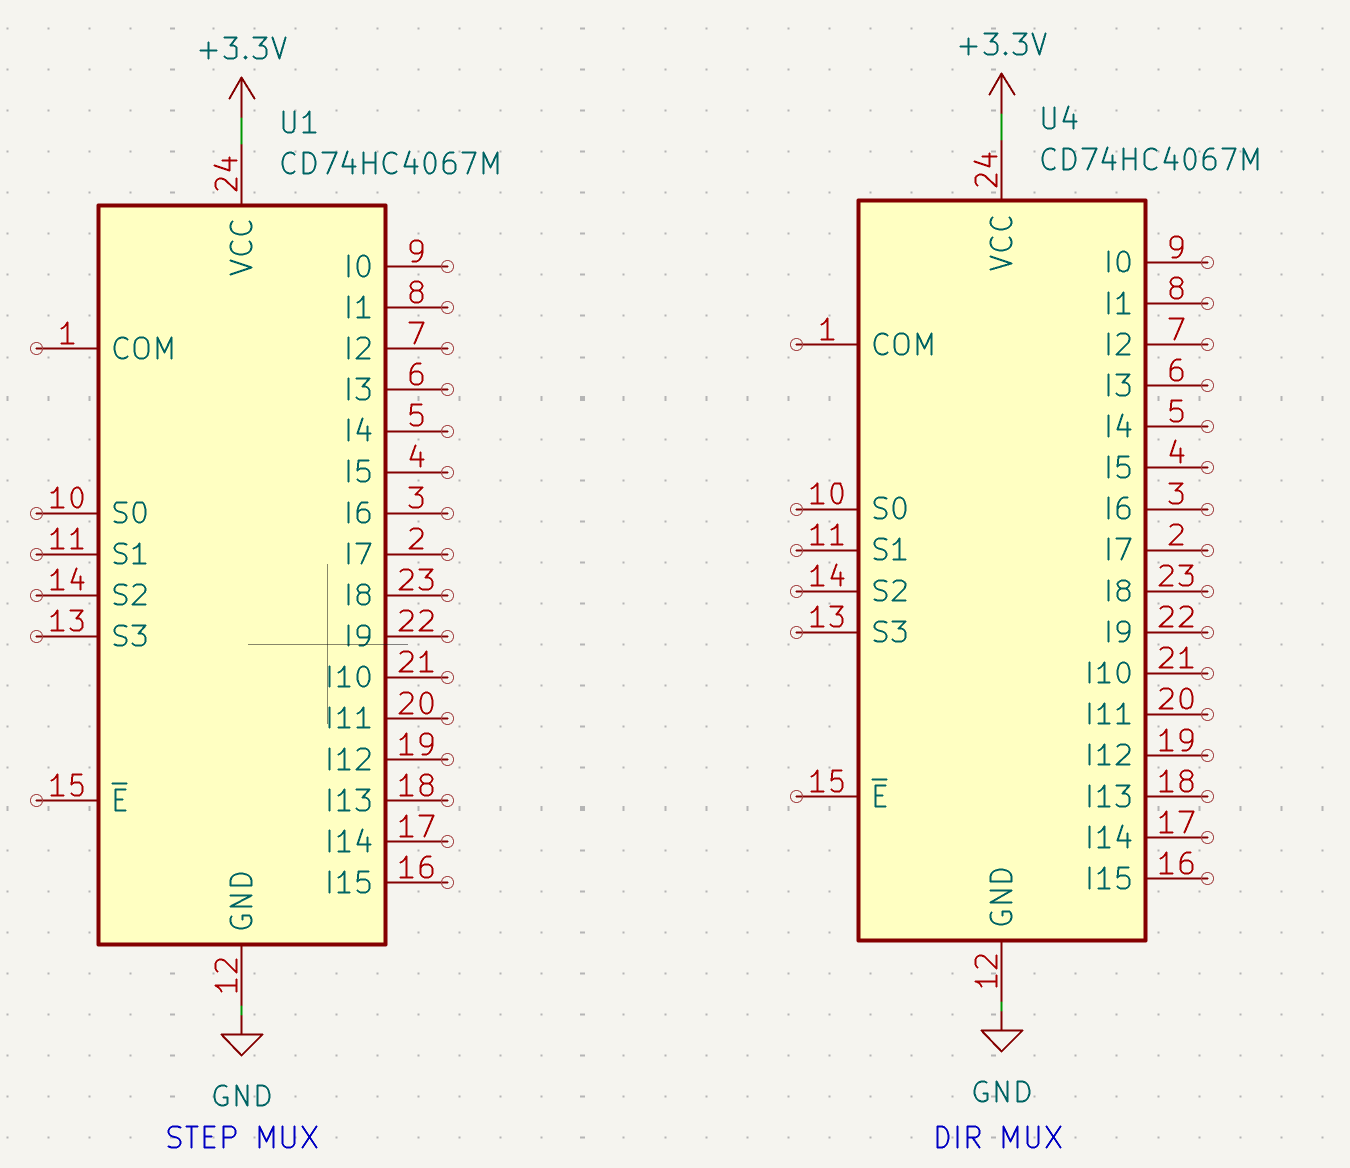 +3.3V
U1
CD74HC4067M
24
VCC
I0 9
I1 8
1 COM
I2 7
I3 6
I4 5
I5 4
10 S0
I6 3
11 S1
I7 2
14 S2
I8 23
13 S3
I9 22
I10 21
I11 20
I12 19
15 E
I13 18
I14 17
I15 16
GND
12
GND
STEP MUX
+3.3V
U4
CD74HC4067M
24
VCC
I0 9
I1 8
1 COM
I2 7
I3 6
I4 5
I5 4
10 S0
I6 3
11 S1
I7 2
14 S2
I8 23
13 S3
I9 22
I10 21
I11 20
I12 19
15 E
I13 18
I14 17
I15 16
GND
12
GND
DIR MUX